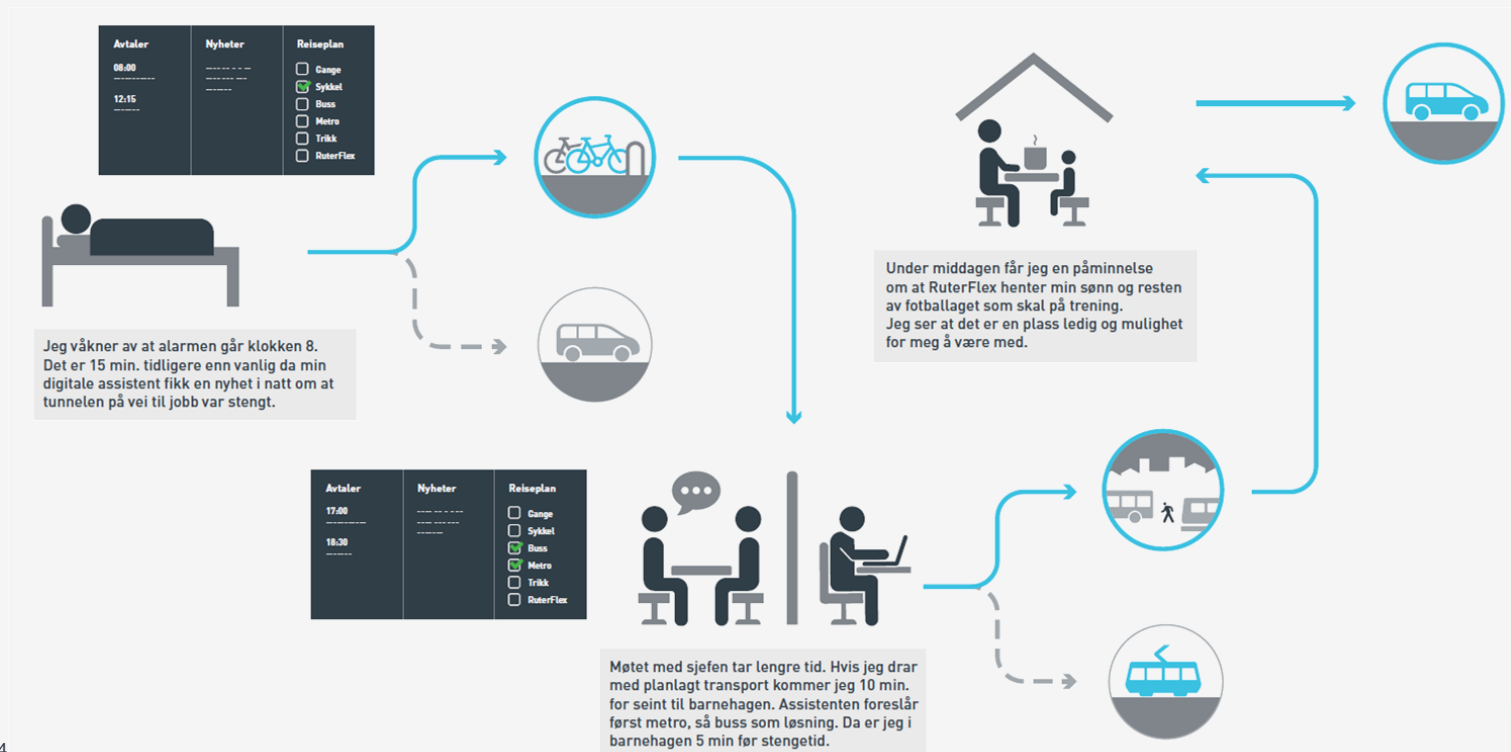 Avtaler
08:00
12:15
Nyheter
Reiseplan
Gange
Sykkel
Buss
Metro
Trikk
RuterFlex
Jeg våkner av at alarmen går klokken 8.
Det er 15 min. tidligere enn vanlig da min
digitale assistent fikk en nyhet i natt om at
tunnelen på vei til jobb var stengt.
Avtaler
17:00
18:30
Nyheter
Reiseplan
Gange
Sykkel
Buss
Metro
Trikk
RuterFlex
Møtet med sjefen tar lengre tid. Hvis jeg drar
med planlagt transport kommer jeg 10 min.
for seint til barnehagen. Assistenten foreslår
først metro, så buss som løsning. Da er jeg i
barnehagen 5 min før stengetid.
Under middagen får jeg en påminnelse
om at RuterFlex henter min sønn og resten
av fotballaget som skal på trening.
Jeg ser at det er en plass ledig og mulighet
for meg å være med.
4